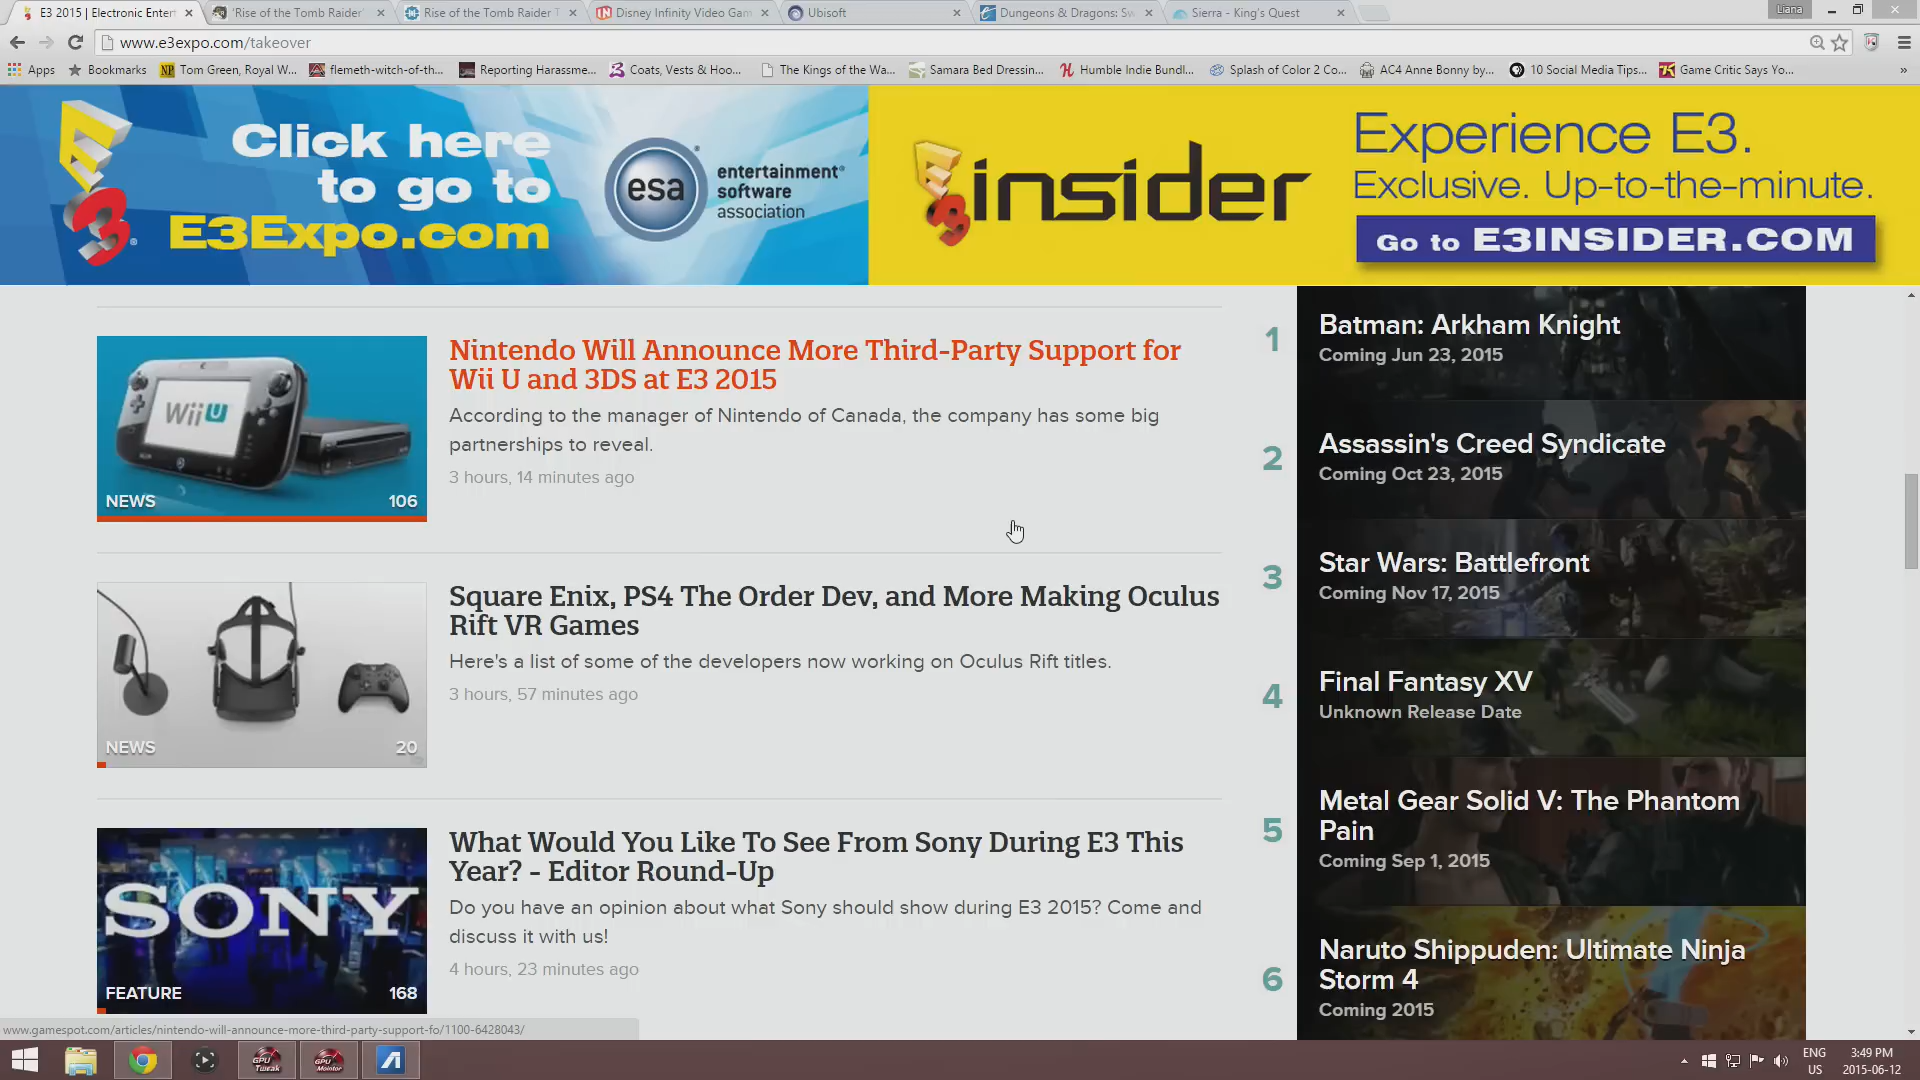 E3 2015 | Electronic Entert
'Rise of the Tomb Raider'
Rise of the Tomb Raider T
Disney Infinity Video Gam
Ubisoft
Dungeons & Dragons: Sw
Sierra - King's Quest
Liana
www.e3expo.com/takeover
Apps
Bookmarks
Tom Green, Royal W...
flemeth-witch-of-th...
Reporting Harassme...
Coats, Vests & Hoo...
The Kings of the Wa...
Samara Bed Dressin...
Humble Indie Bundl...
Splash of Color 2 Co...
AC4 Anne Bonny by...
10 Social Media Tips...
Game Critic Says Yo...
»
E3
Click here
to go to
E3Expo.com
esa
entertainment®
software
association
E3insider
Experience E3.
Exclusive. Up-to-the-minute.
Go to E3INSIDER.COM
Wii U
NEWS 106
Nintendo Will Announce More Third-Party Support for
Wii U and 3DS at E3 2015
According to the manager of Nintendo of Canada, the company has some big
partnerships to reveal.
3 hours, 14 minutes ago
NEWS 20
Square Enix, PS4 The Order Dev, and More Making Oculus
Rift VR Games
Here's a list of some of the developers now working on Oculus Rift titles.
3 hours, 57 minutes ago
SONY
FEATURE 168
What Would You Like To See From Sony During E3 This
Year? - Editor Round-Up
Do you have an opinion about what Sony should show during E3 2015? Come and
discuss it with us!
4 hours, 23 minutes ago
1
Batman: Arkham Knight
Coming Jun 23, 2015
2
Assassin's Creed Syndicate
Coming Oct 23, 2015
3
Star Wars: Battlefront
Coming Nov 17, 2015
4
Final Fantasy XV
Unknown Release Date
5
Metal Gear Solid V: The Phantom
Pain
Coming Sep 1, 2015
6
Naruto Shippuden: Ultimate Ninja
Storm 4
Coming 2015
www.gamespot.com/articles/nintendo-will-announce-more-third-party-support-fo/1100-6428043/
GPU
Tweak
GPU
Monitor
ENG
US
3:49 PM
2015-06-12